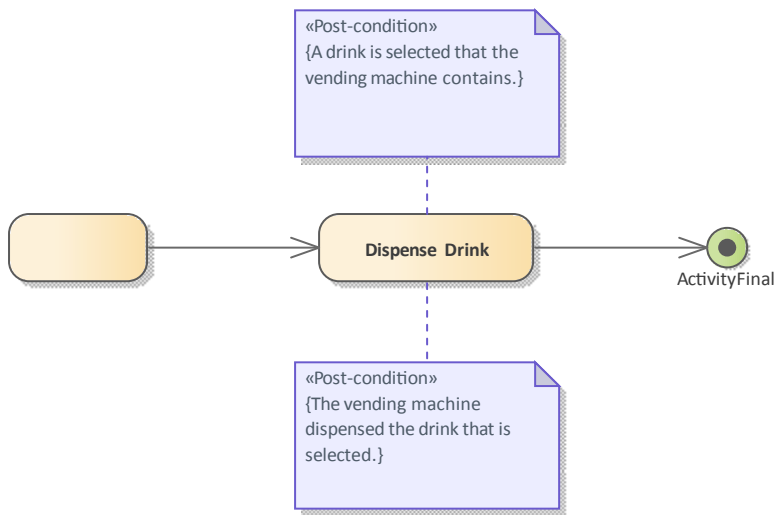 «Post-condition»
{A drink is selected that the
vending machine contains.}
Dispense Drink
ActivityFinal
«Post-condition»
{The vending machine
dispensed the drink that is
selected.}